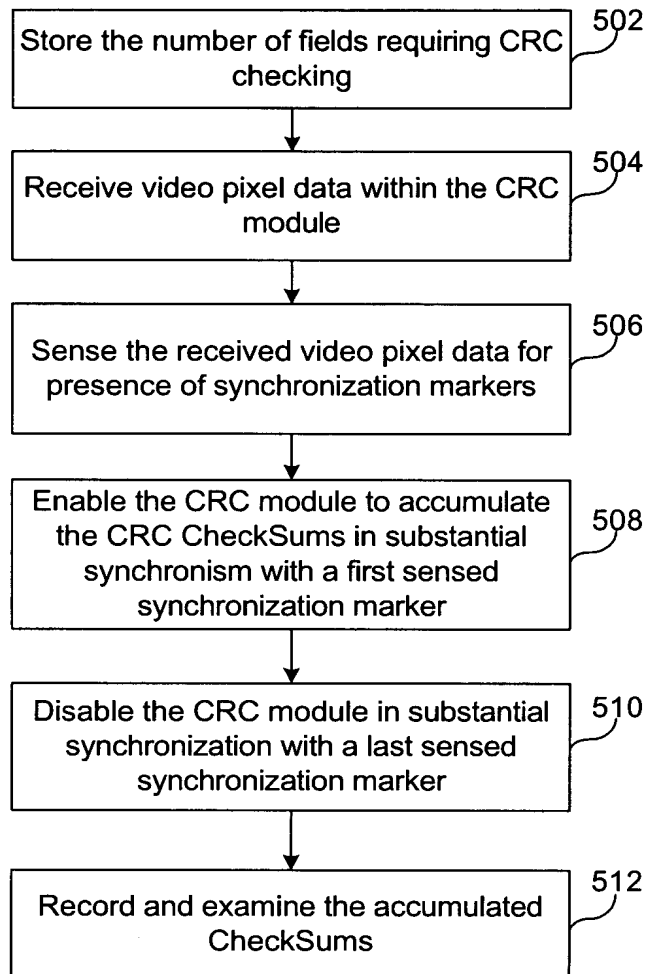 502
Store the number of fields requiring CRC
checking
504
Receive video pixel data within the CRC
module
506
Sense the received video pixel data for
presence of synchronization markers
508
Enable the CRC module to accumulate
the CRC CheckSums in substantial
synchronism with a first sensed
synchronization marker
510
Disable the CRC module in substantial
synchronization with a last sensed
synchronization marker
512
Record and examine the accumulated
CheckSums